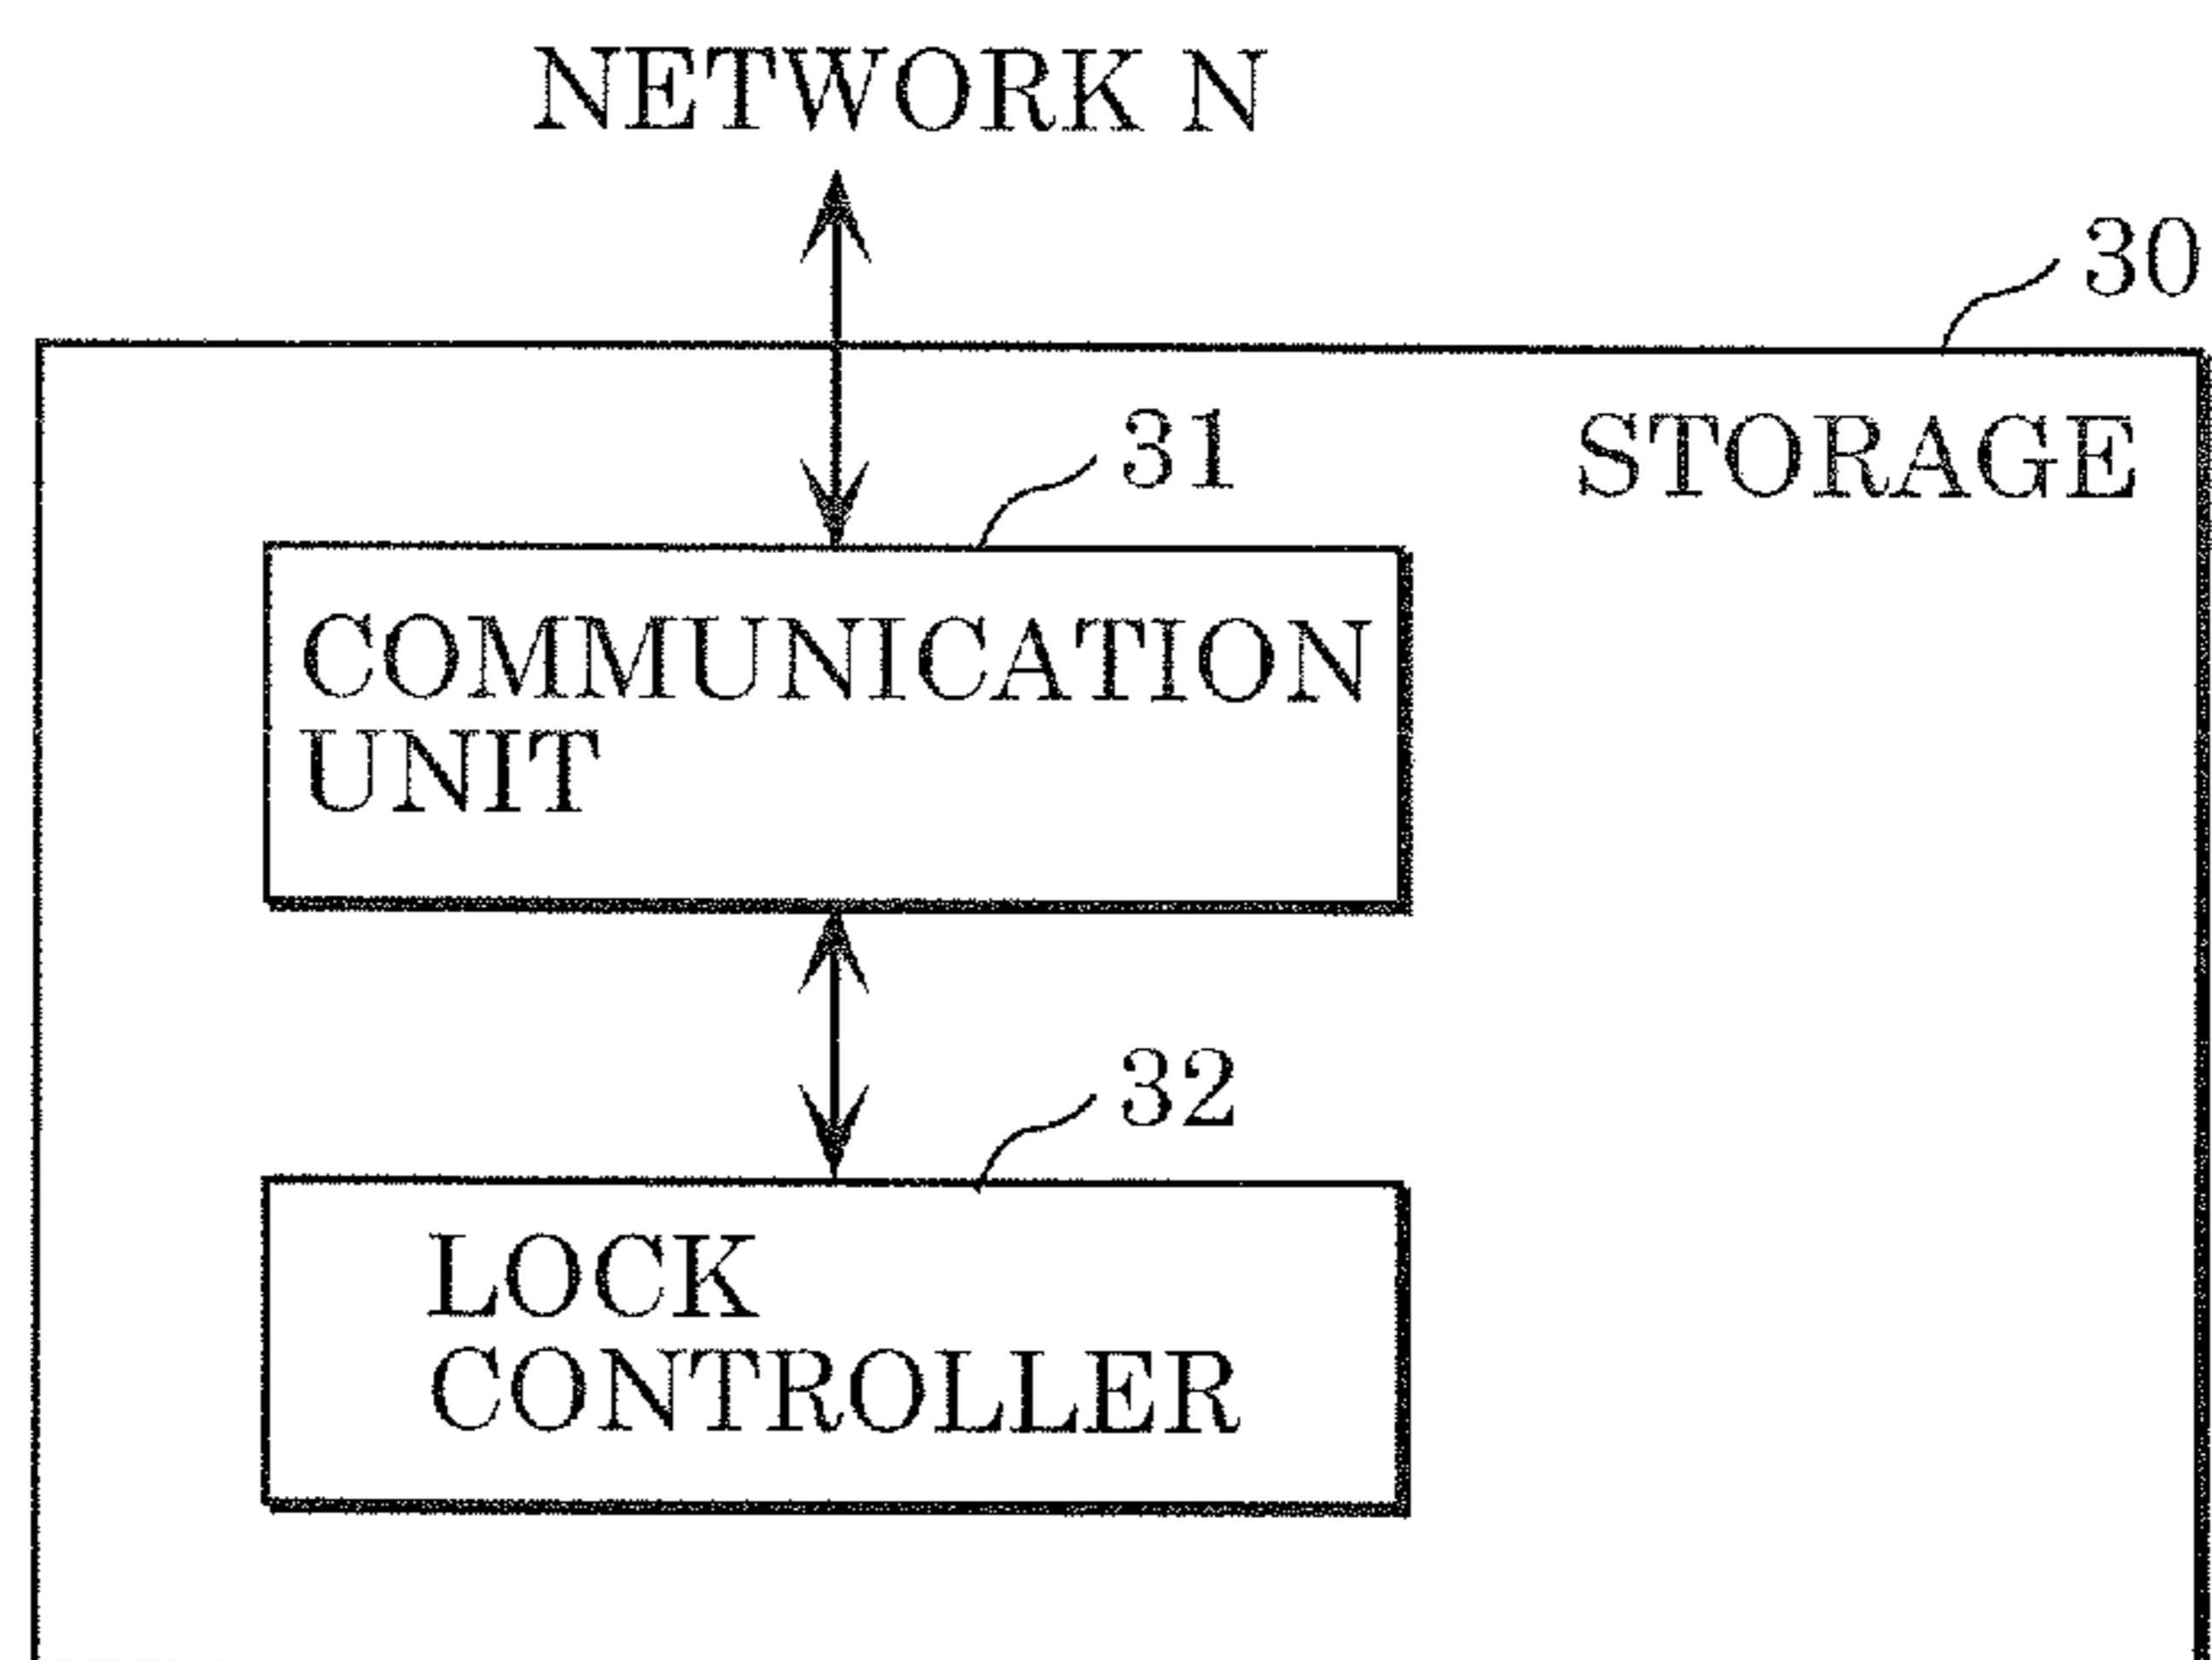 NETWORK N
30
STORAGE
31
COMMUNICATION
UNIT
32
LOCK
CONTROLLER